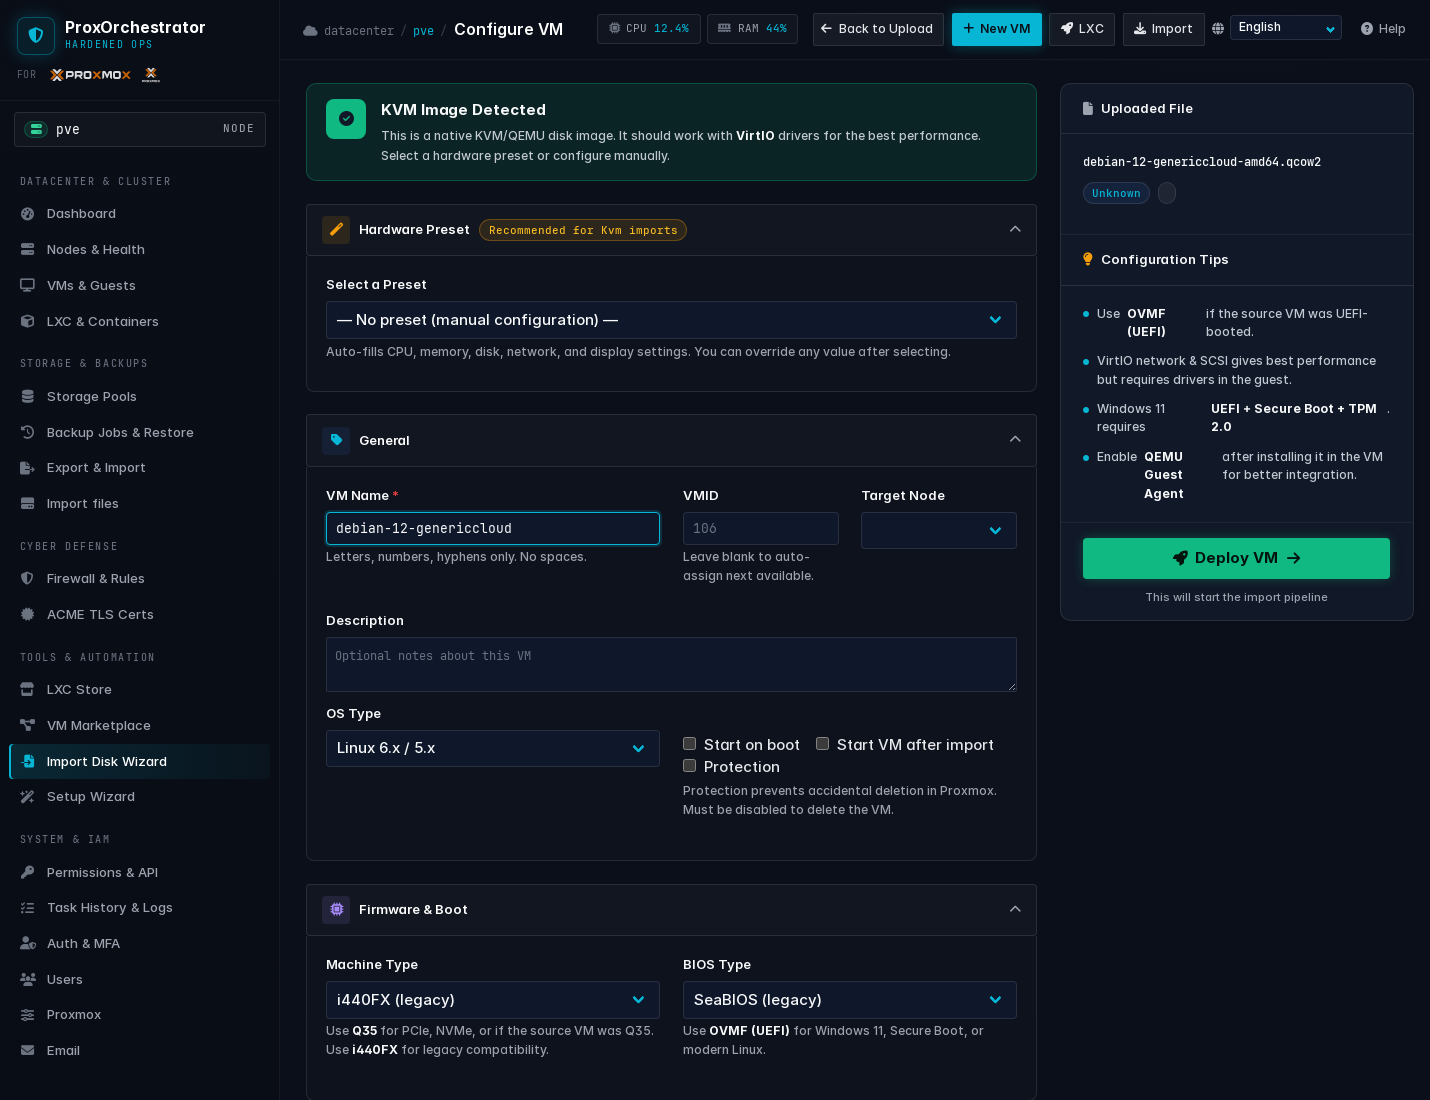 ProxOrchestrator
HARDENED OPS
FOR PROXMOX PROXMOX
pve NODE
DATACENTER & CLUSTER
Dashboard
Nodes & Health
VMs & Guests
LXC & Containers
STORAGE & BACKUPS
Storage Pools
Backup Jobs & Restore
Export & Import
Import files
CYBER DEFENSE
Firewall & Rules
ACME TLS Certs
TOOLS & AUTOMATION
LXC Store
VM Marketplace
Import Disk Wizard
Setup Wizard
SYSTEM & IAM
Permissions & API
Task History & Logs
Auth & MFA
Users
Proxmox
Email
datacenter / pve / Configure VM
CPU 12.4%
RAM 44%
Back to Upload
New VM
LXC
Import
English
Help
KVM Image Detected
This is a native KVM/QEMU disk image. It should work with VirtIO drivers for the best performance.
Select a hardware preset or configure manually.
Hardware Preset Recommended for Kvm imports
Select a Preset
— No preset (manual configuration) —
Auto-fills CPU, memory, disk, network, and display settings. You can override any value after selecting.
General
VM Name *
debian-12-genericcloud
Letters, numbers, hyphens only. No spaces.
VMID
106
Leave blank to auto-
assign next available.
Target Node
Description
Optional notes about this VM
OS Type
Linux 6.x / 5.x
Start on boot
Start VM after import
Protection
Protection prevents accidental deletion in Proxmox.
Must be disabled to delete the VM.
Firmware & Boot
Machine Type
i440FX (legacy)
Use Q35 for PCIe, NVMe, or if the source VM was Q35.
Use i440FX for legacy compatibility.
BIOS Type
SeaBIOS (legacy)
Use OVMF (UEFI) for Windows 11, Secure Boot, or
modern Linux.
Uploaded File
debian-12-genericcloud-amd64.qcow2
Unknown
Configuration Tips
Use OVMF if the source VM was UEFI-
(UEFI) booted.
VirtIO network & SCSI gives best performance
but requires drivers in the guest.
Windows 11 UEFI + Secure Boot + TPM .
requires 2.0
Enable QEMU after installing it in the VM
Guest for better integration.
Agent
Deploy VM
This will start the import pipeline